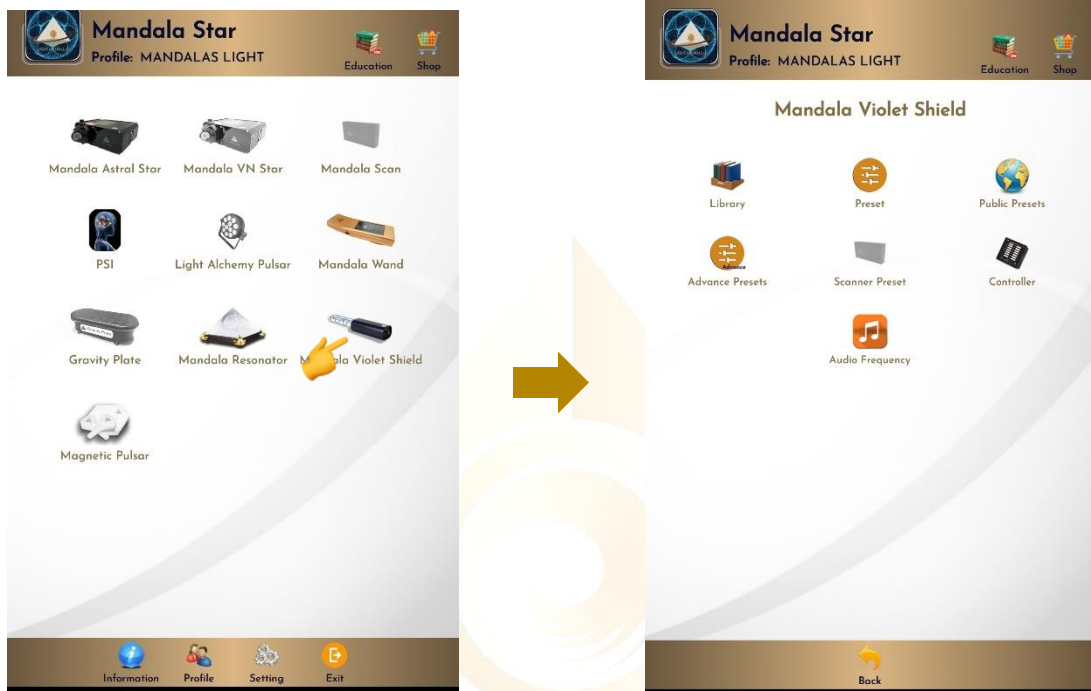 Mandala Star
Profile: MANDALAS LIGHT
Education
Shop
Mandala Astral Star
Mandala VN Star
Mandala Scan
PSI
Light Alchemy Pulsar
Mandala Wand
Gravity Plate
Mandala Resonator
Violet Shield
Magnetic Pulsar
Information
Profile
Setting
Exit
Mandala Star
Profile: MANDALAS LIGHT
Education
Shop
Mandala Violet Shield
Library
Preset
Public Presets
Advance
Advance Presets
Scanner Preset
Controller
Audio Frequency
Back